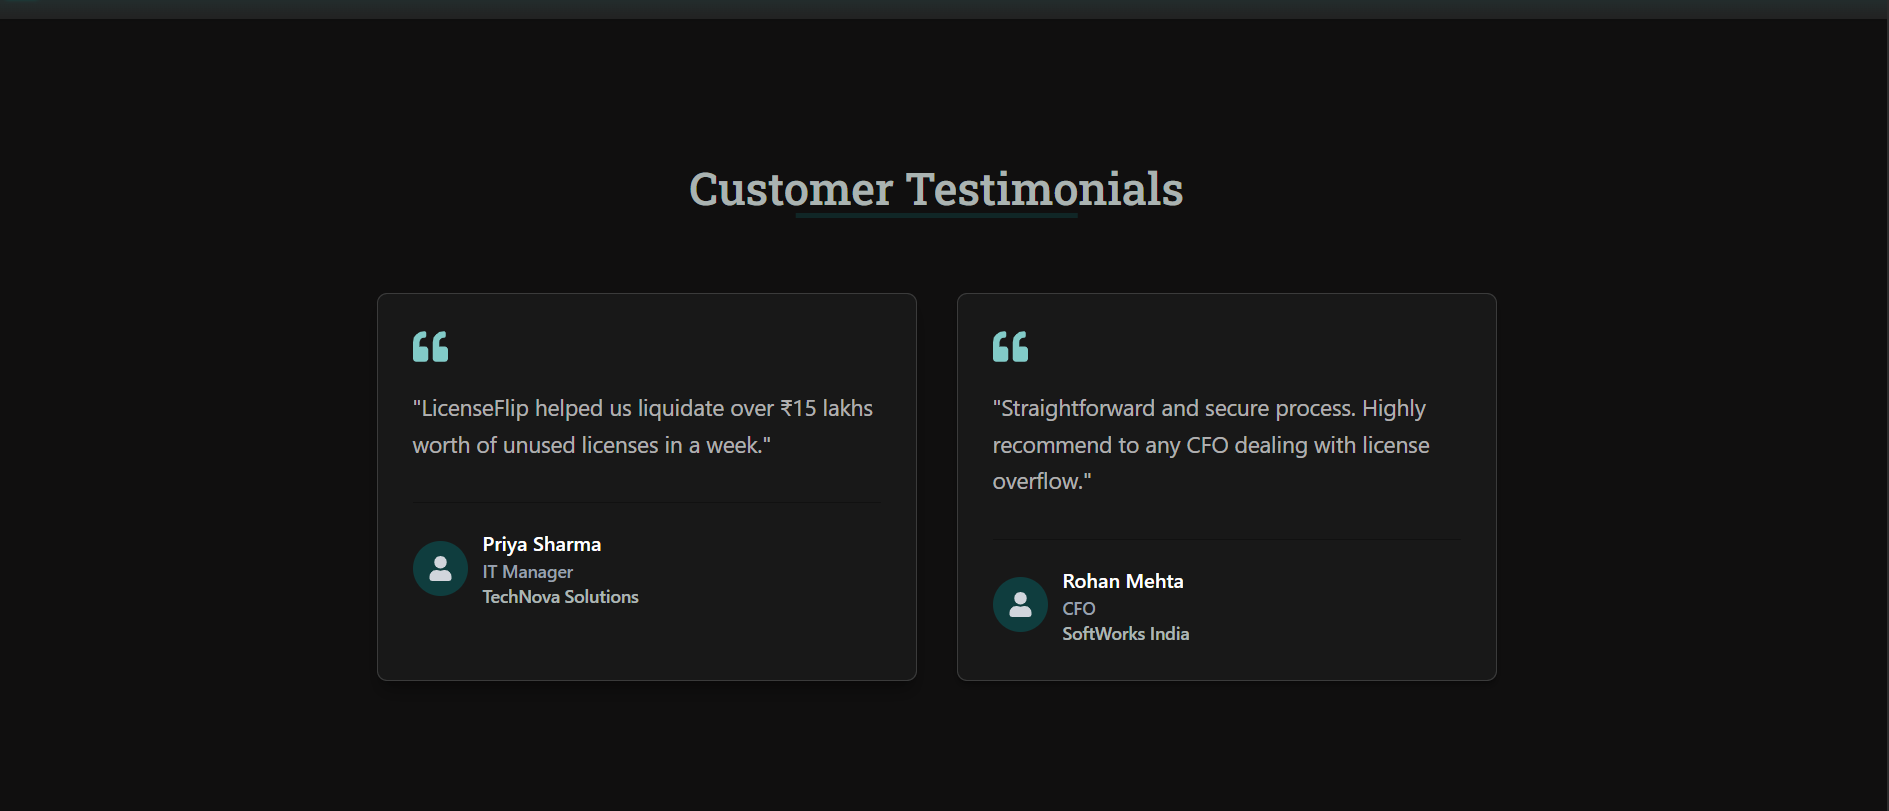 Customer Testimonials
"LicenseFlip helped us liquidate over ₹15 lakhs
worth of unused licenses in a week."
Priya Sharma
IT Manager
TechNova Solutions
"Straightforward and secure process. Highly
recommend to any CFO dealing with license
overflow."
Rohan Mehta
CFO
SoftWorks India